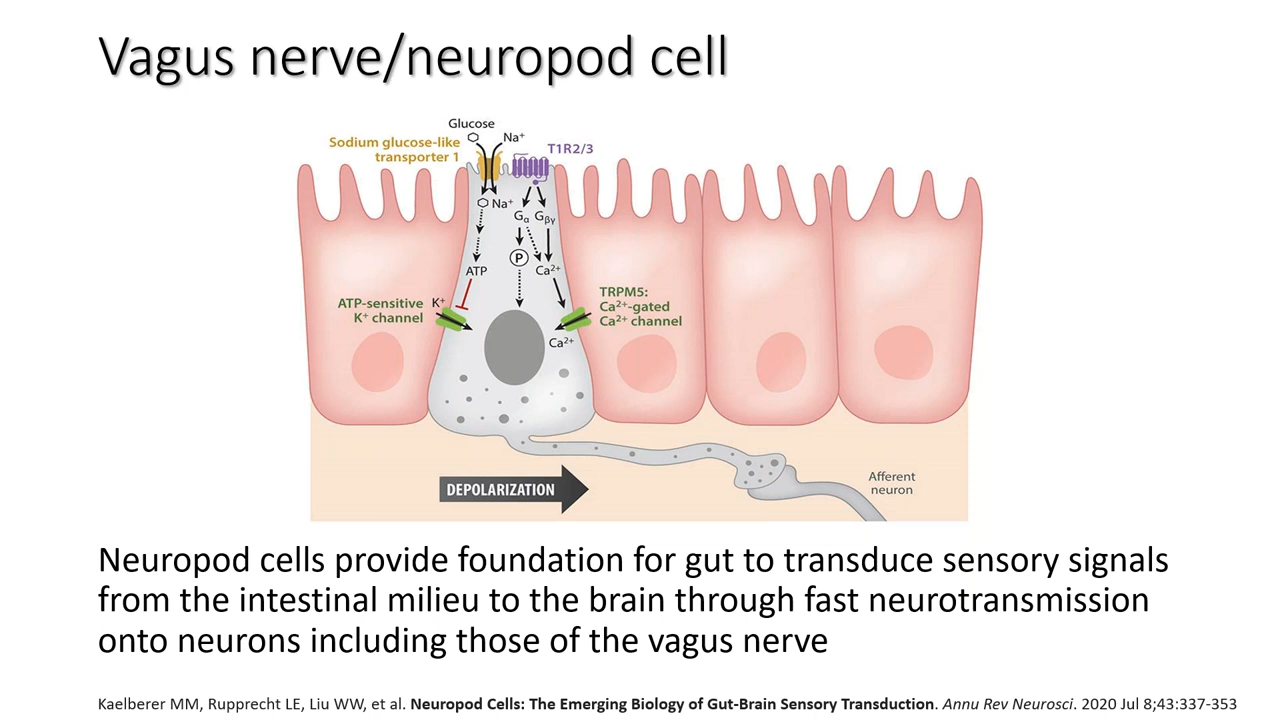 Vagus nerve/neuropod cell
Glucose
Na⁺
Sodium glucose-like
transporter 1
T1R2/3
Na⁺
Gα
Gβγ
P
ATP
Ca²⁺
ATP-sensitive
K⁺ channel
K⁺
TRPM5:
Ca²⁺-gated
Ca²⁺ channel
Ca²⁺
DEPOLARIZATION
Afferent
neuron
Neuropod cells provide foundation for gut to transduce sensory signals
from the intestinal milieu to the brain through fast neurotransmission
onto neurons including those of the vagus nerve
Kaelberer MM, Rupprecht LE, Liu WW, et al. Neuropod Cells: The Emerging Biology of Gut-Brain Sensory Transduction. Annu Rev Neurosci. 2020 Jul 8;43:337-353